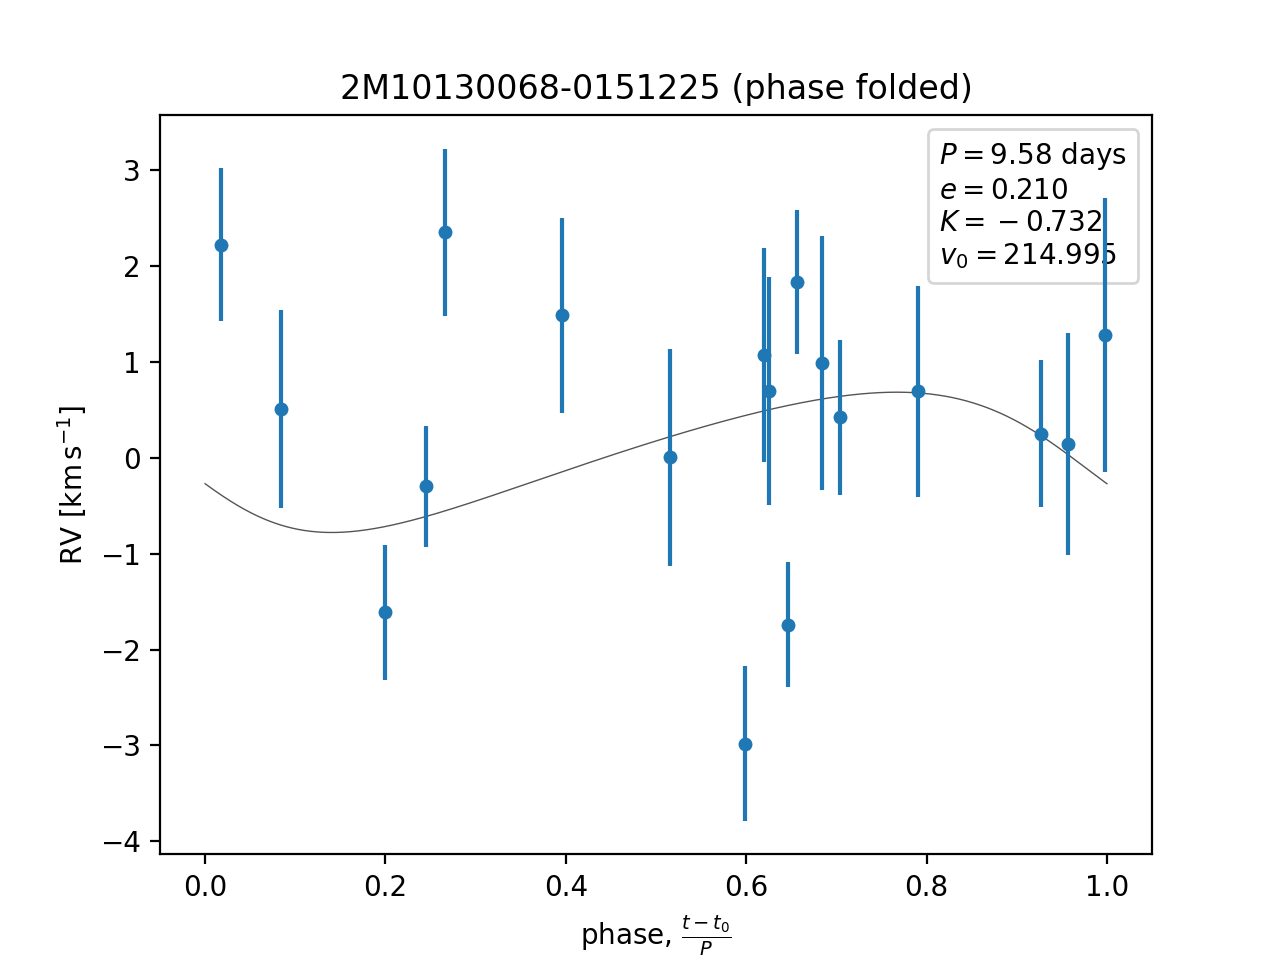 2M10130068-0151225 (phase folded)
P = 9.58 days
e = 0.210
K = −0.732
v₀ = 214.995
RV [km s⁻¹]
3
2
1
0
−1
−2
−3
−4
0.0 0.2 0.4 0.6 0.8 1.0
phase, (t − t₀)/P